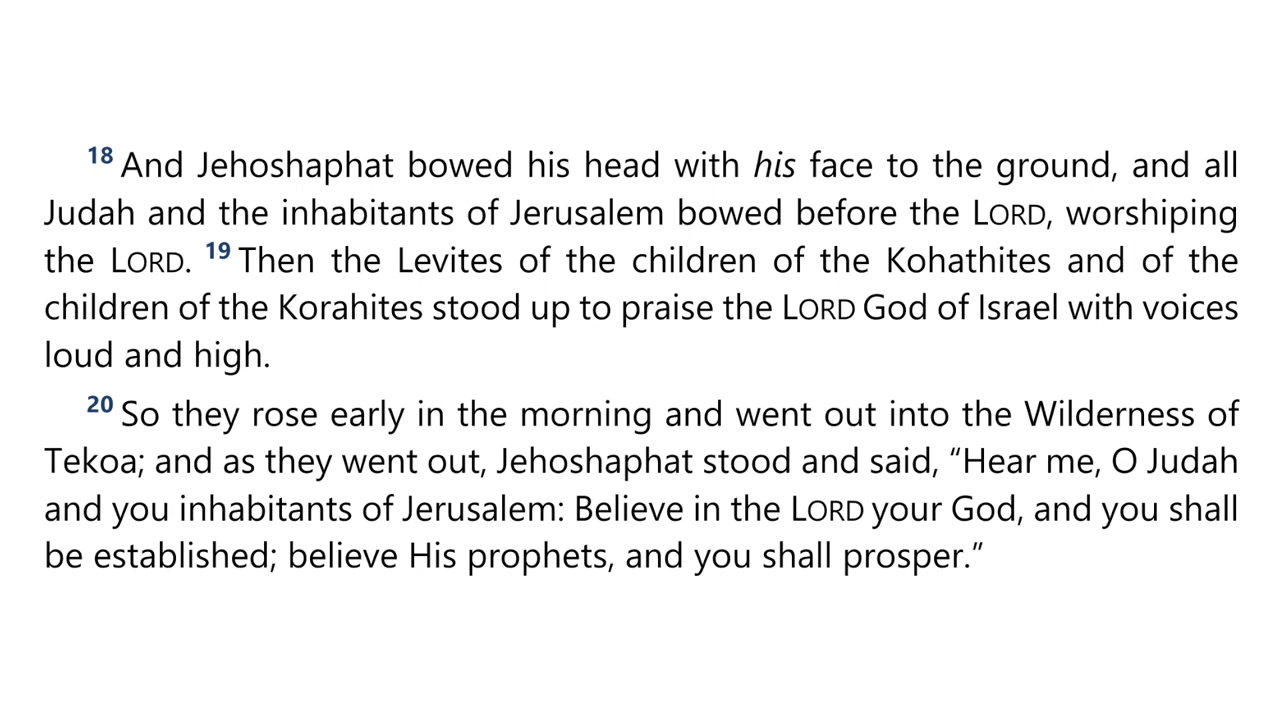 18 And Jehoshaphat bowed his head with his face to the ground, and all
Judah and the inhabitants of Jerusalem bowed before the LORD, worshiping
the LORD. 19 Then the Levites of the children of the Kohathites and of the
children of the Korahites stood up to praise the LORD God of Israel with voices
loud and high.
20 So they rose early in the morning and went out into the Wilderness of
Tekoa; and as they went out, Jehoshaphat stood and said, “Hear me, O Judah
and you inhabitants of Jerusalem: Believe in the LORD your God, and you shall
be established; believe His prophets, and you shall prosper.”